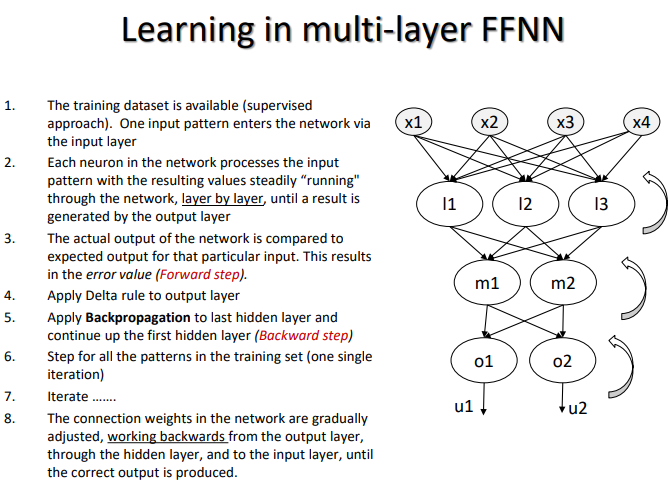 Learning in multi-layer FFNN
1. The training dataset is available (supervised
approach). One input pattern enters the network via
the input layer
2. Each neuron in the network processes the input
pattern with the resulting values steadily “running"
through the network, layer by layer, until a result is
generated by the output layer
3. The actual output of the network is compared to
expected output for that particular input. This results
in the error value (Forward step).
4. Apply Delta rule to output layer
5. Apply Backpropagation to last hidden layer and
continue up the first hidden layer (Backward step)
6. Step for all the patterns in the training set (one single
iteration)
7. Iterate …….
8. The connection weights in the network are gradually
adjusted, working backwards from the output layer,
through the hidden layer, and to the input layer, until
the correct output is produced.
x1 x2 x3 x4
l1 l2 l3
m1 m2
o1 o2
u1 u2